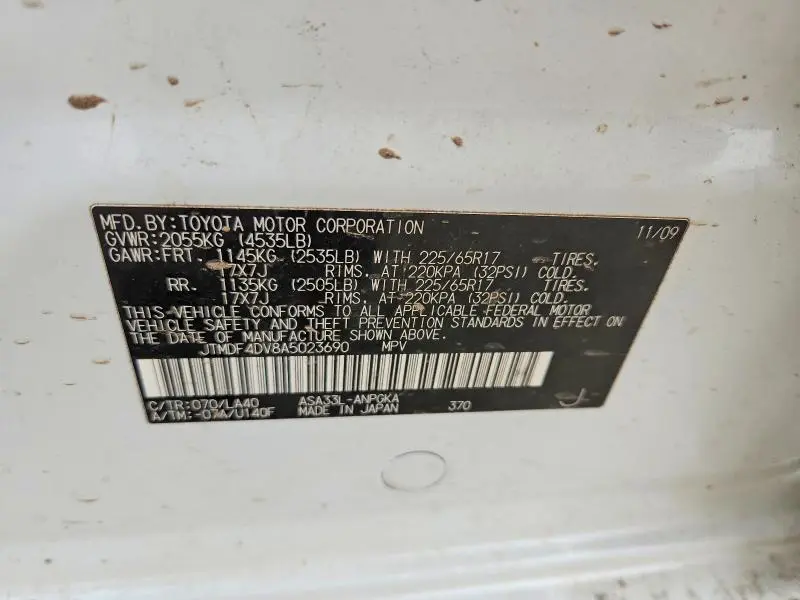 MFD.BY:TOYOTA MOTOR CORPORATION 11/09
GVWR:2055KG (4535LB)
GAWR:FRT. 1145KG (2535LB) WITH 225/65R17 TIRES.
17X7J RIMS. AT 220KPA (32PSI) COLD.
RR. 1135KG (2505LB) WITH 225/65R17 TIRES.
17X7J RIMS. AT 220KPA (32PSI) COLD.
THIS VEHICLE CONFORMS TO ALL APPLICABLE FEDERAL MOTOR
VEHICLE SAFETY AND THEFT PREVENTION STANDARDS IN EFFECT ON
THE DATE OF MANUFACTURE SHOWN ABOVE.
JTMDF4DV8A5023690 MPV
C/TR:070/LA40 ASA33L-ANPGKA
A/TM:-07A/U140F MADE IN JAPAN 370 J